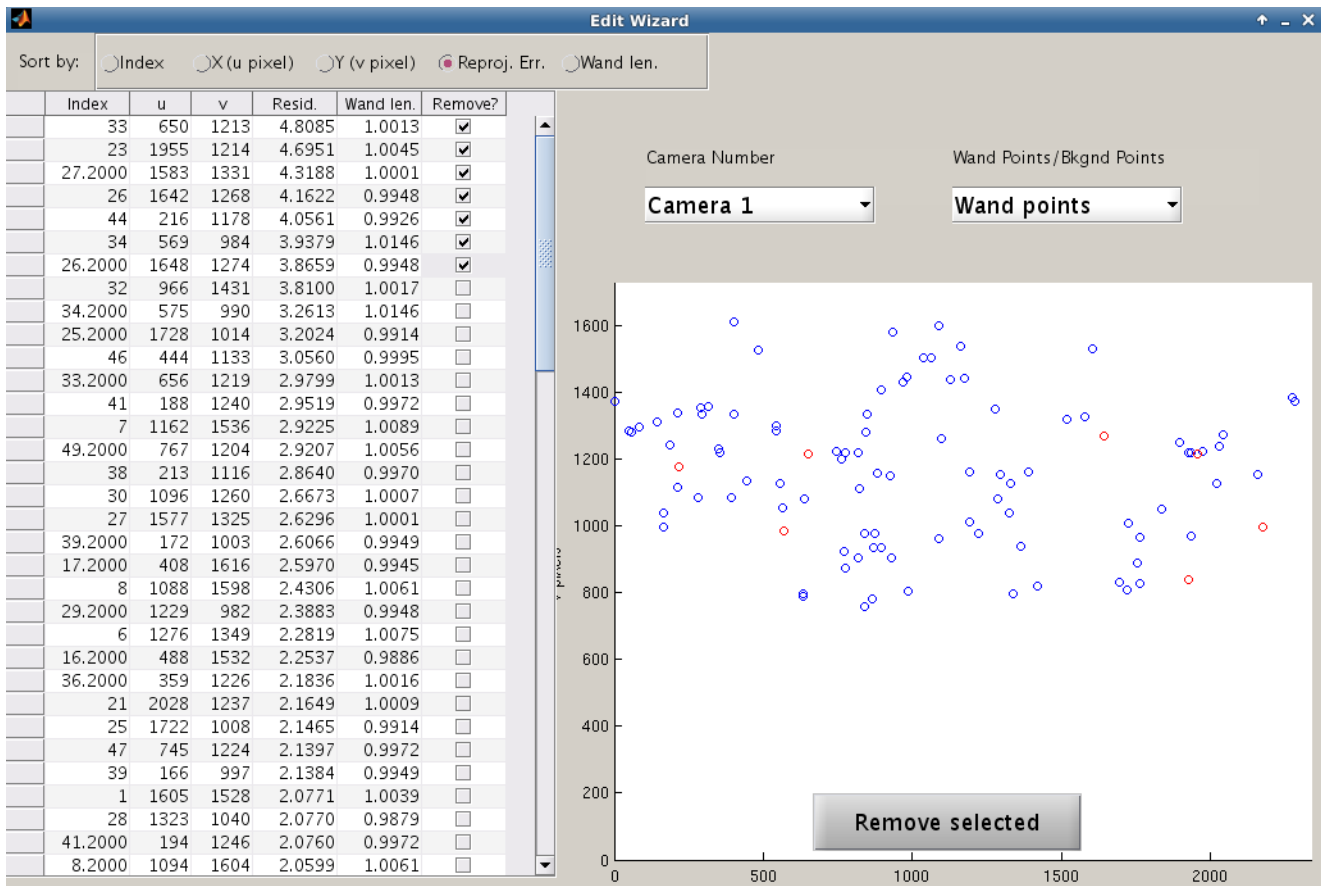 Edit Wizard
Sort by: Index X (u pixel) Y (v pixel) Reproj. Err. Wand len.
Index u v Resid. Wand len. Remove?
33 650 1213 4.8085 1.0013
23 1955 1214 4.6951 1.0045
27.2000 1583 1331 4.3188 1.0001
26 1642 1268 4.1622 0.9948
44 216 1178 4.0561 0.9926
34 569 984 3.9379 1.0146
26.2000 1648 1274 3.8659 0.9948
32 966 1431 3.8100 1.0017
34.2000 575 990 3.2613 1.0146
25.2000 1728 1014 3.2024 0.9914
46 444 1133 3.0560 0.9995
33.2000 656 1219 2.9799 1.0013
41 188 1240 2.9519 0.9972
7 1162 1536 2.9225 1.0089
49.2000 767 1204 2.9207 1.0056
38 213 1116 2.8640 0.9970
30 1096 1260 2.6673 1.0007
27 1577 1325 2.6296 1.0001
39.2000 172 1003 2.6066 0.9949
17.2000 408 1616 2.5970 0.9945
8 1088 1598 2.4306 1.0061
29.2000 1229 982 2.3883 0.9948
6 1276 1349 2.2819 1.0075
16.2000 488 1532 2.2537 0.9886
36.2000 359 1226 2.1836 1.0016
21 2028 1237 2.1649 1.0009
25 1722 1008 2.1465 0.9914
47 745 1224 2.1397 0.9972
39 166 997 2.1384 0.9949
1 1605 1528 2.0771 1.0039
28 1323 1040 2.0770 0.9879
41.2000 194 1246 2.0760 0.9972
8.2000 1094 1604 2.0599 1.0061
Camera Number Wand Points/Bkgnd Points
Camera 1 Wand points
1600
1400
1200
1000
800
600
400
200
0
0 500 1000 1500 2000
Remove selected